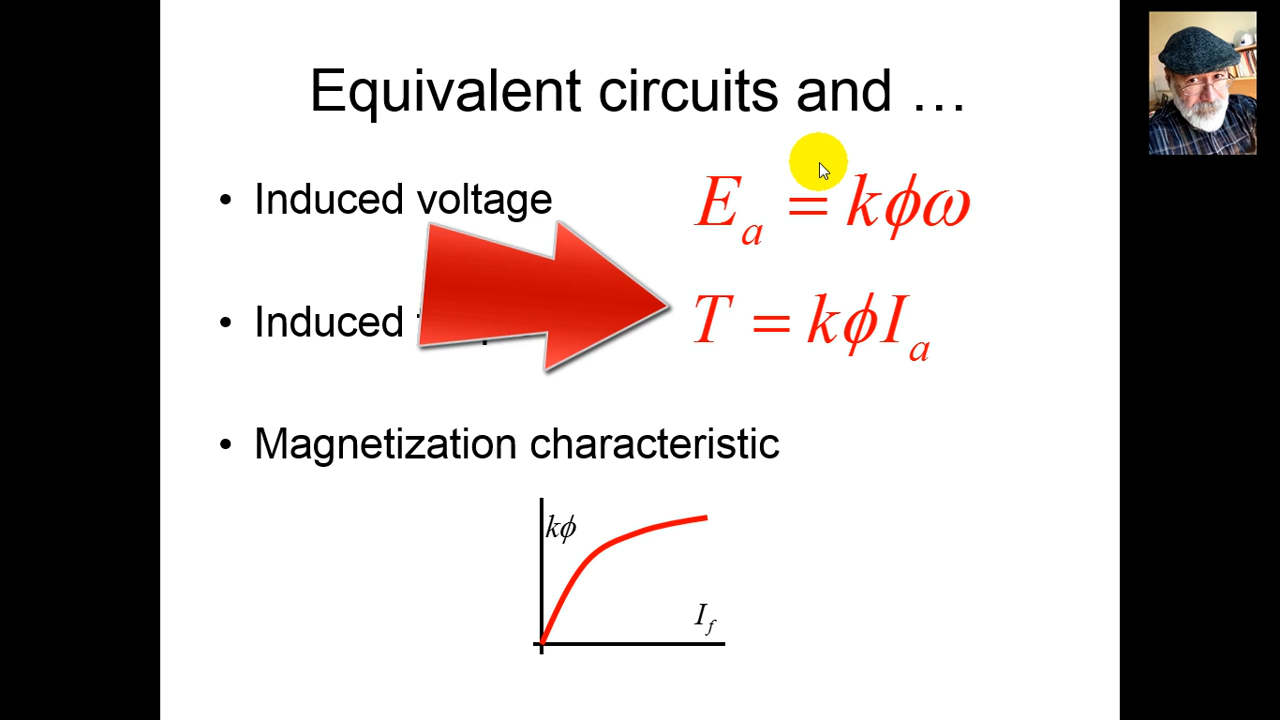 Equivalent circuits and …
• Induced voltage
E_a = kϕω
• Induced
T = kϕI_a
• Magnetization characteristic
kϕ
I_f